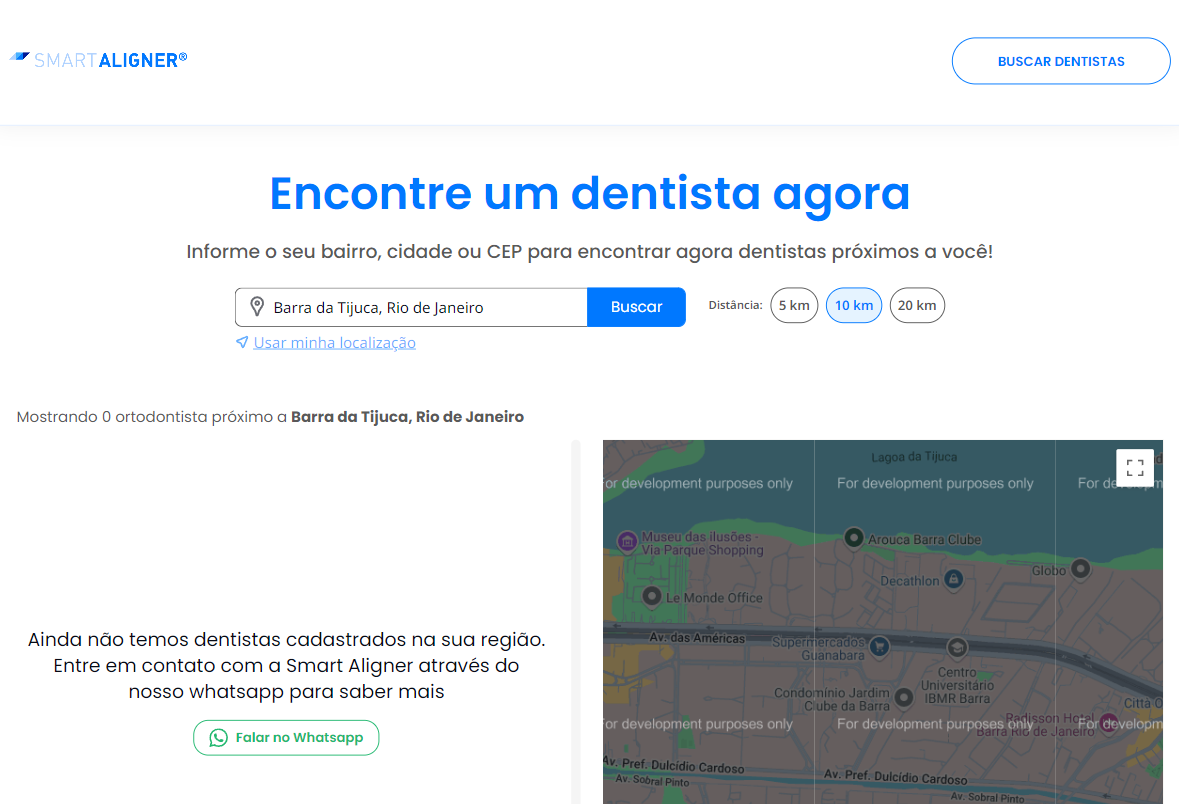 SMART ALIGNER®
BUSCAR DENTISTAS
Encontre um dentista agora
Informe o seu bairro, cidade ou CEP para encontrar agora dentistas próximos a você!
Barra da Tijuca, Rio de Janeiro
Buscar
Distância:
5 km
10 km
20 km
Usar minha localização
Mostrando 0 ortodontista próximo a Barra da Tijuca, Rio de Janeiro
Ainda não temos dentistas cadastrados na sua região.
Entre em contato com a Smart Aligner através do
nosso whatsapp para saber mais
Falar no Whatsapp
Lagoa da Tijuca
For development purposes only
For development purposes only
For de
Museu das ilusões -
Via Parque Shopping
Arouca Barra Clube
Globo
Decathlon
Le Monde Office
Av. das Américas
Supermercados
Guanabara
Centro
Universitário
IBMR Barra
Condomínio Jardim
Clube da Barra
Radisson Hotel
Barra Rio de Janeiro
Città O
For development purposes only
For development purposes only
For developm
Av. Pref. Dulcídio Cardoso
Av. Sobral Pinto
Av. Pref. Dulcídio Cardoso
Av. Sobral Pinto